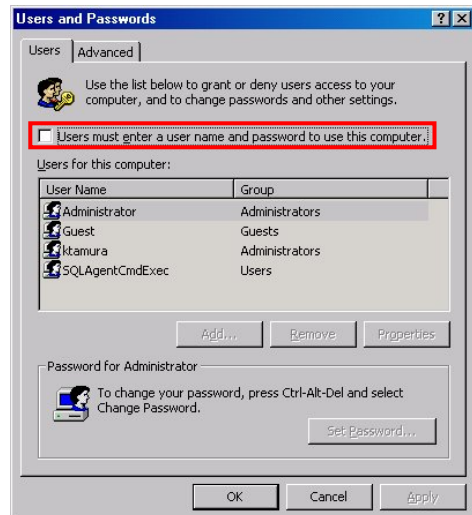 Users and Passwords
Users
Advanced
Use the list below to grant or deny users access to your
computer, and to change passwords and other settings.
Users must enter a user name and password to use this computer.
Users for this computer:
User Name
Group
Administrator
Administrators
Guest
Guests
ktamura
Administrators
SQLAgentCmdExec
Users
Add...
Remove
Properties
Password for Administrator
To change your password, press Ctrl-Alt-Del and select
Change Password.
Set Password...
OK
Cancel
Apply